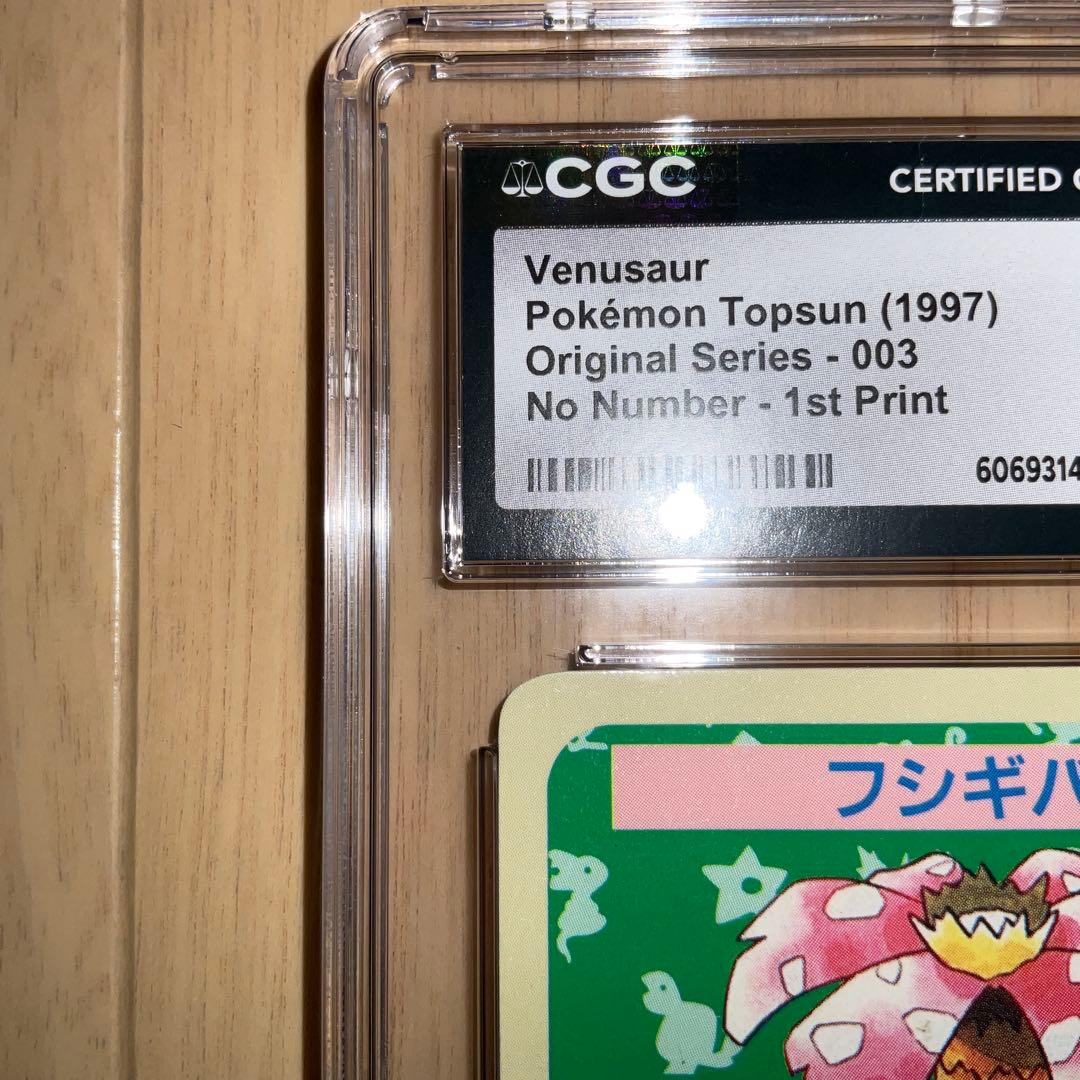 CGC CERTIFIED
Venusaur
Pokémon Topsun (1997)
Original Series - 003
No Number - 1st Print
6069314
フシギバ